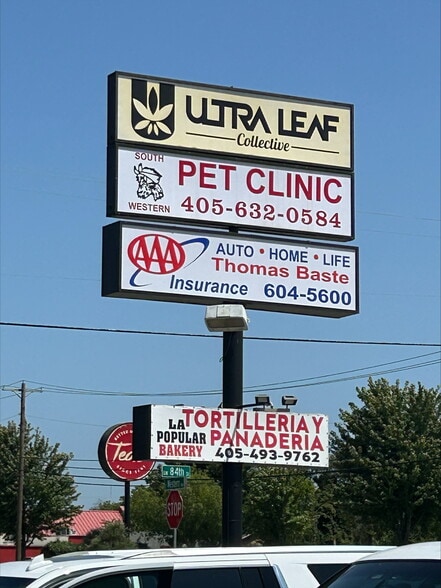 ULTRA LEAF
Collective
SOUTH
WESTERN
PET CLINIC
405-632-0584
AAA
Insurance
AUTO • HOME • LIFE
Thomas Baste
604-5600
LA
POPULAR
BAKERY
TORTILLERIA Y
PANADERIA
405-493-9762
84th
STOP